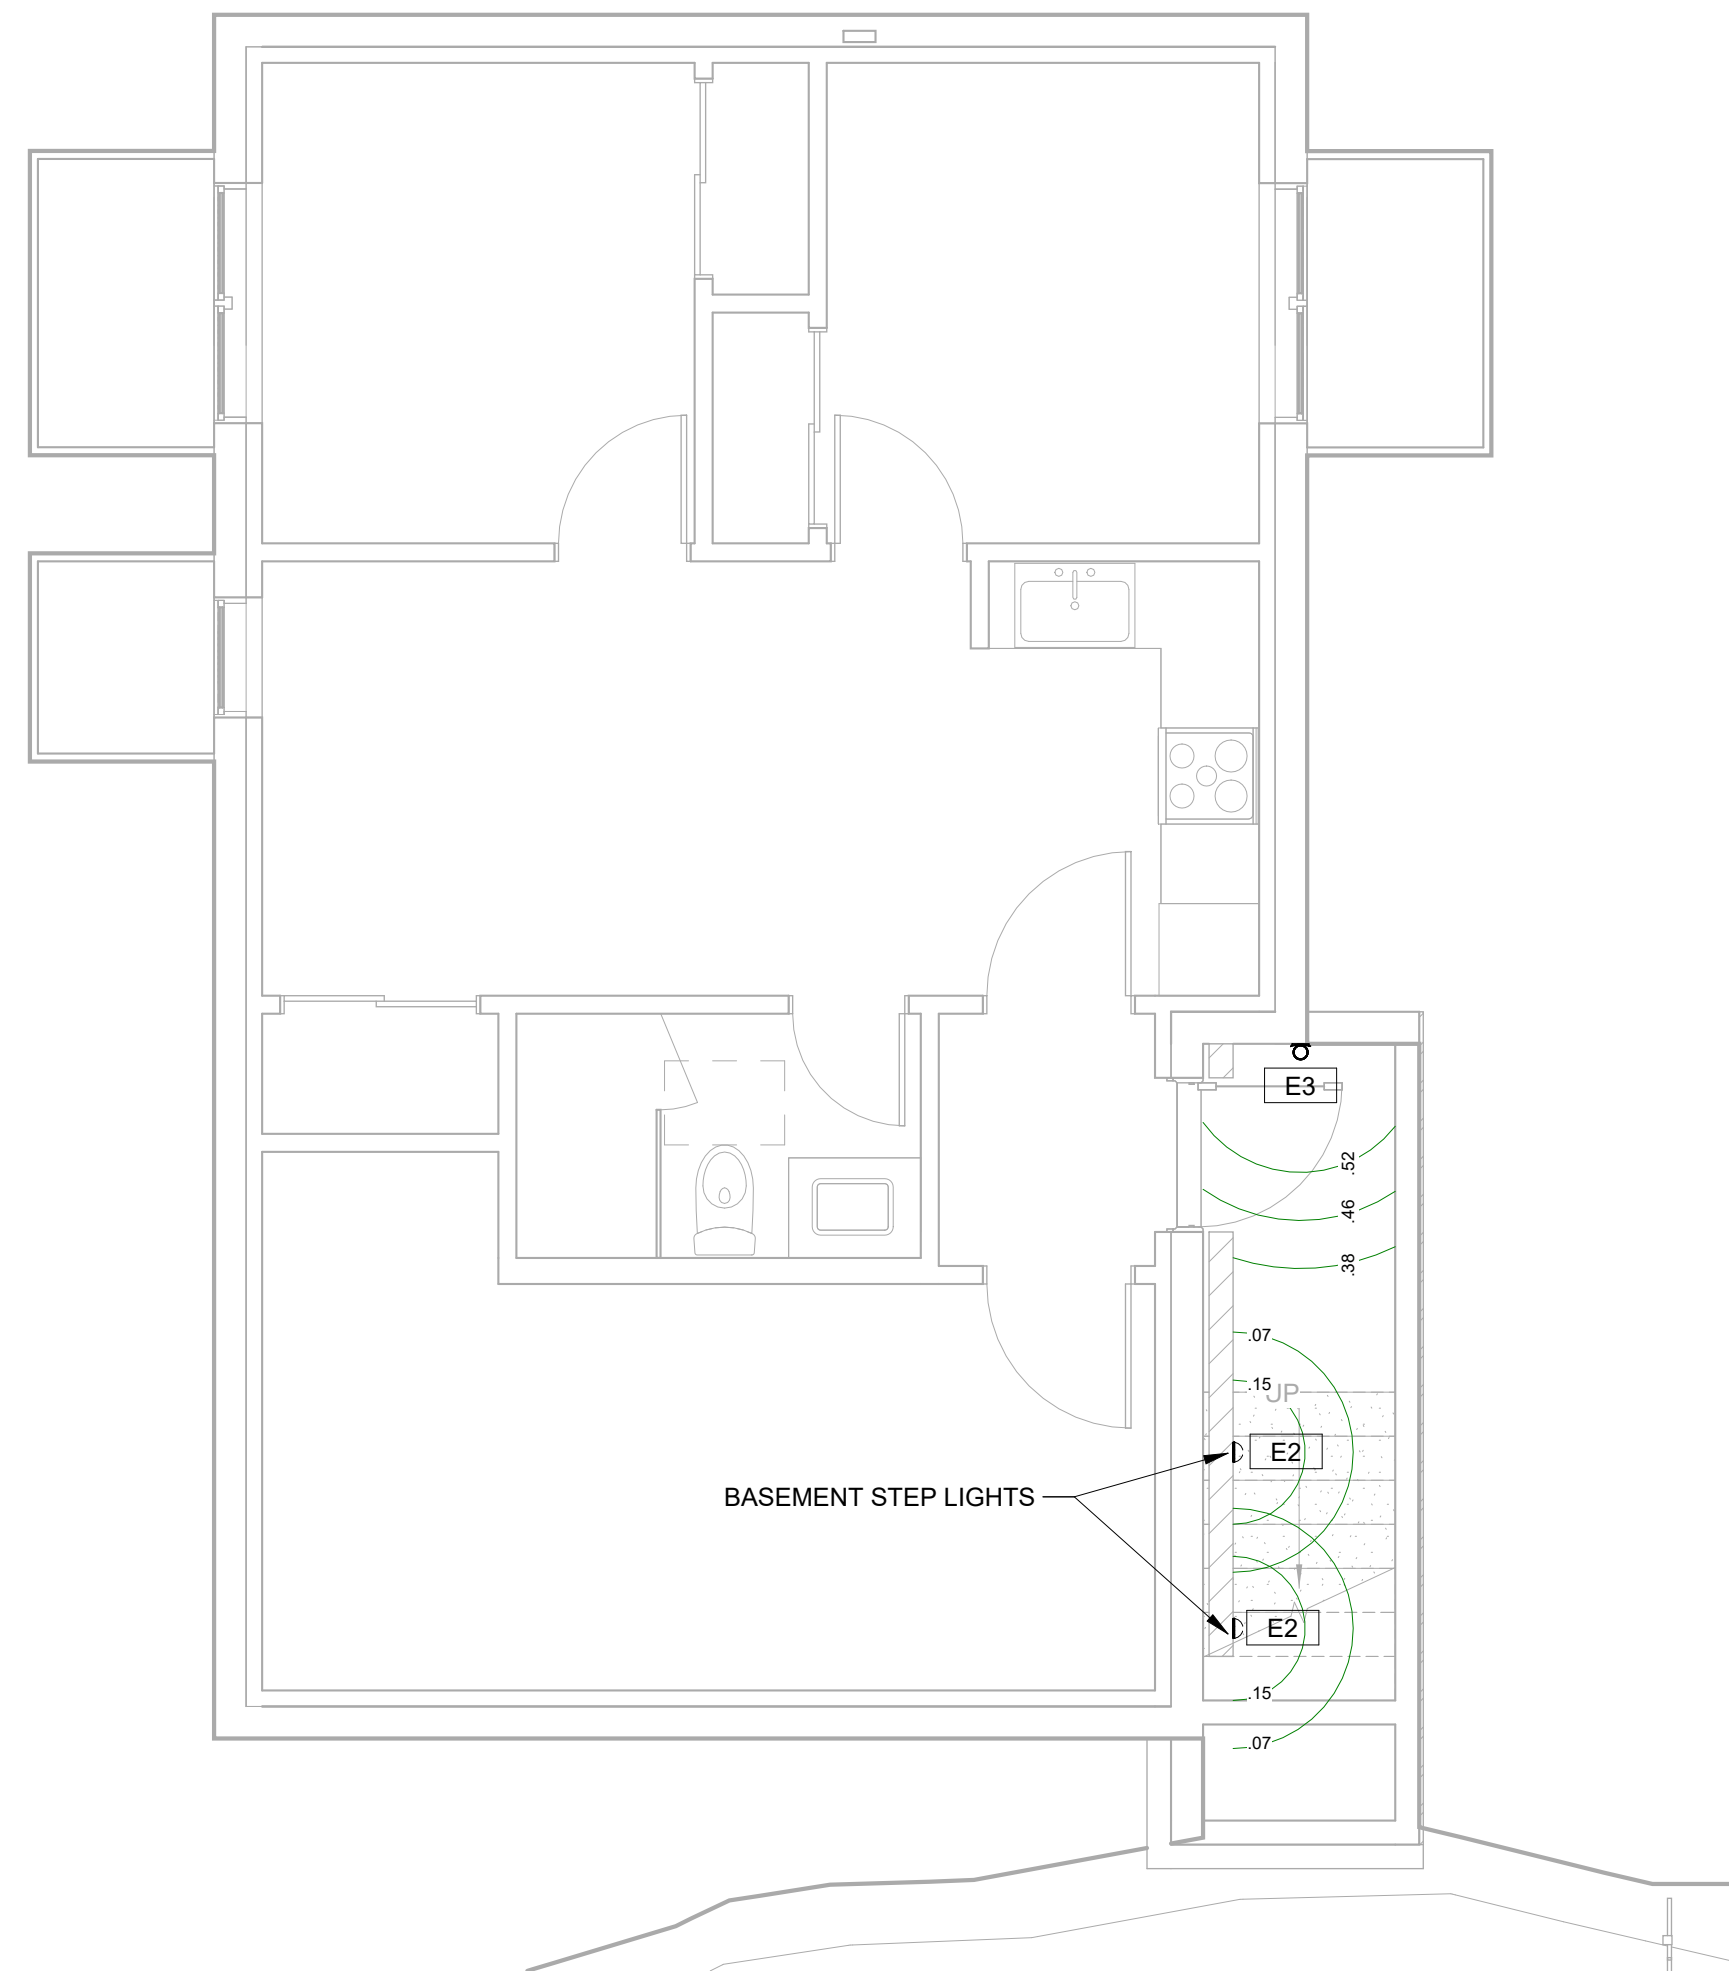 E3
.52
.46
.38
.07
.15
UP
E2
BASEMENT STEP LIGHTS
E2
.15
.07